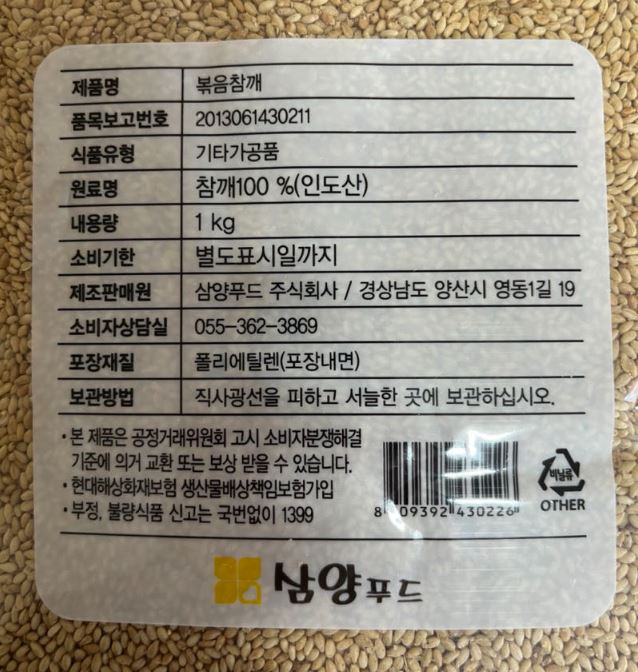 제품명 볶음참깨
품목보고번호 2013061430211
식품유형 기타가공품
원료명 참깨100 %(인도산)
내용량 1 kg
소비기한 별도표시일까지
제조판매원 삼양푸드 주식회사 / 경상남도 양산시 영동1길 19
소비자상담실 055-362-3869
포장재질 폴리에틸렌(포장내면)
보관방법 직사광선을 피하고 서늘한 곳에 보관하십시오.
·본 제품은 공정거래위원회 고시 소비자분쟁해결
기준에 의거 교환 또는 보상 받을 수 있습니다.
·현대해상화재보험 생산물배상책임보험가입
·부정, 불량식품 신고는 국번없이 1399
430226
비닐류
OTHER
삼양푸드